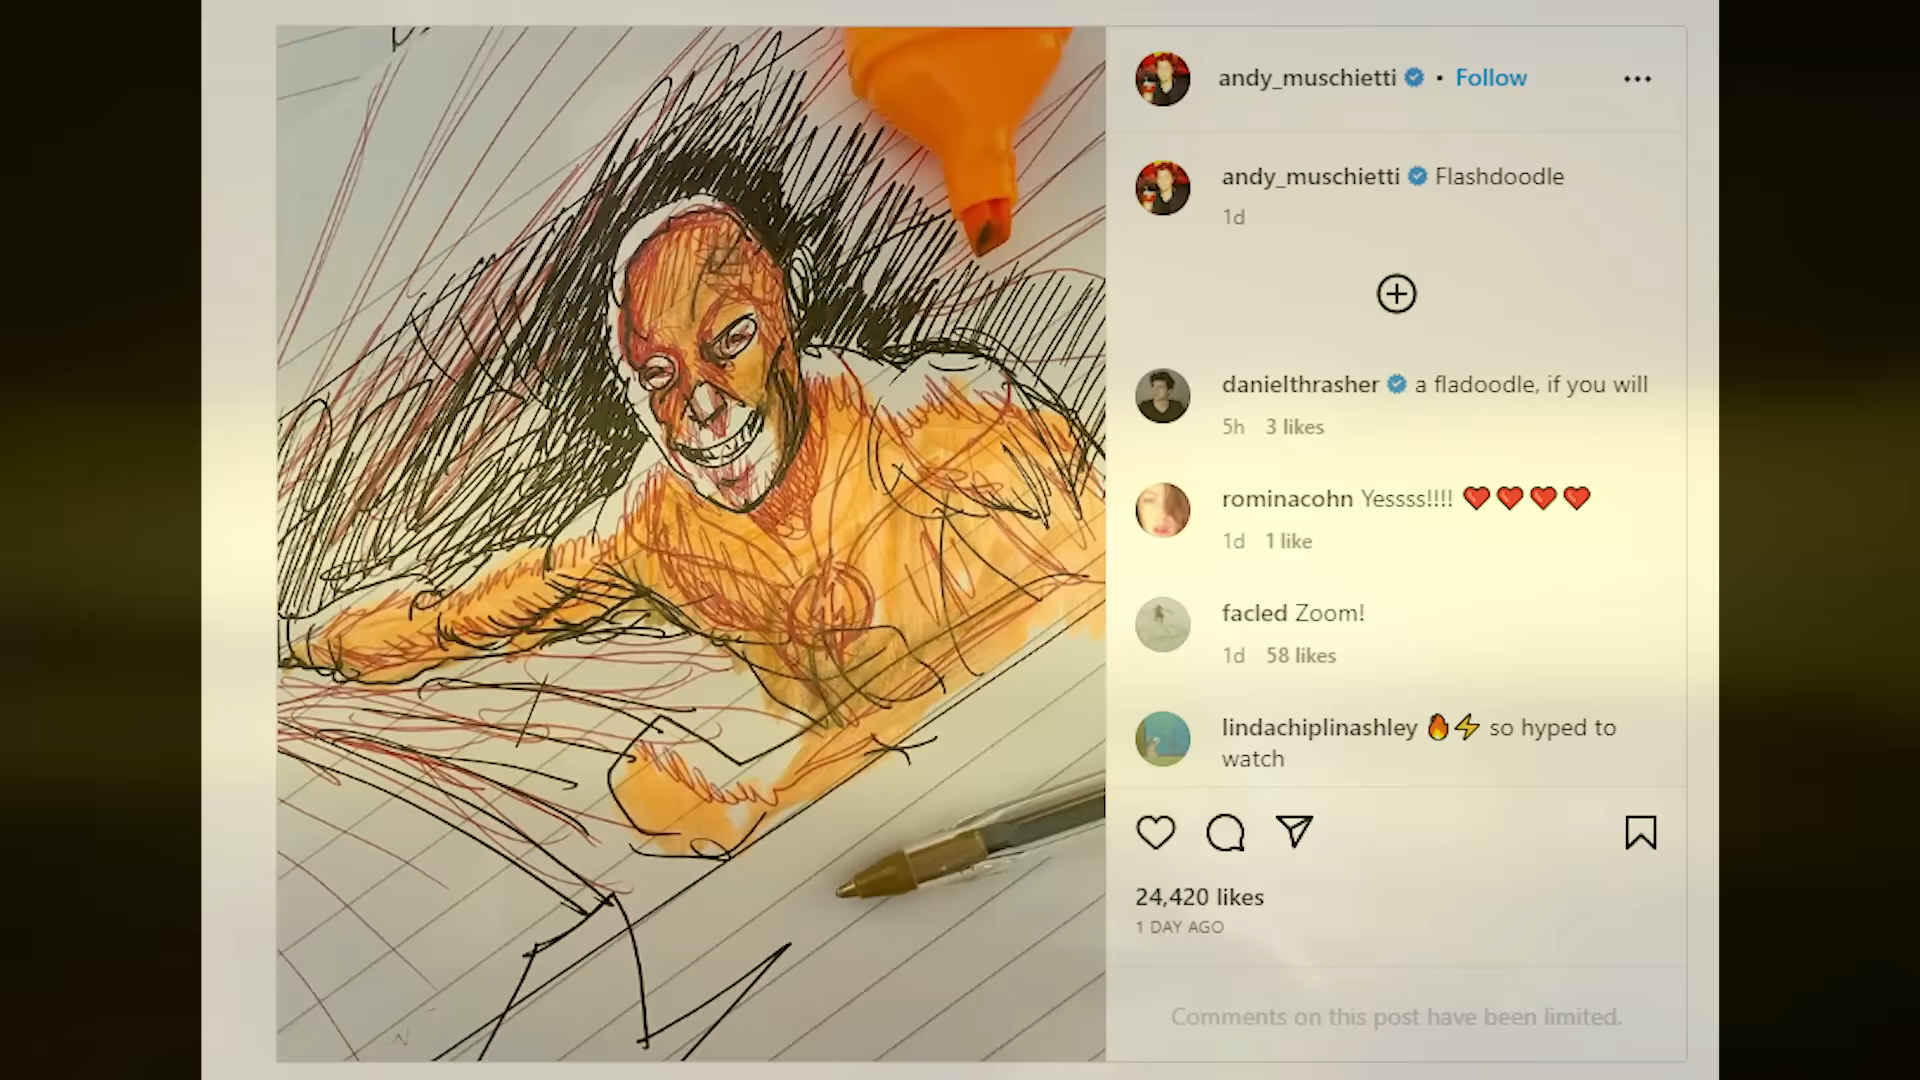 andy_muschietti • Follow
andy_muschietti Flashdoodle
1d
danielthrasher a fladoodle, if you will
5h 3 likes
rominacohn Yessss!!!! ❤️❤️❤️❤️
1d 1 like
facled Zoom!
1d 58 likes
lindachiplinashley 🔥⚡ so hyped to
watch
24,420 likes
1 DAY AGO
Comments on this post have been limited.